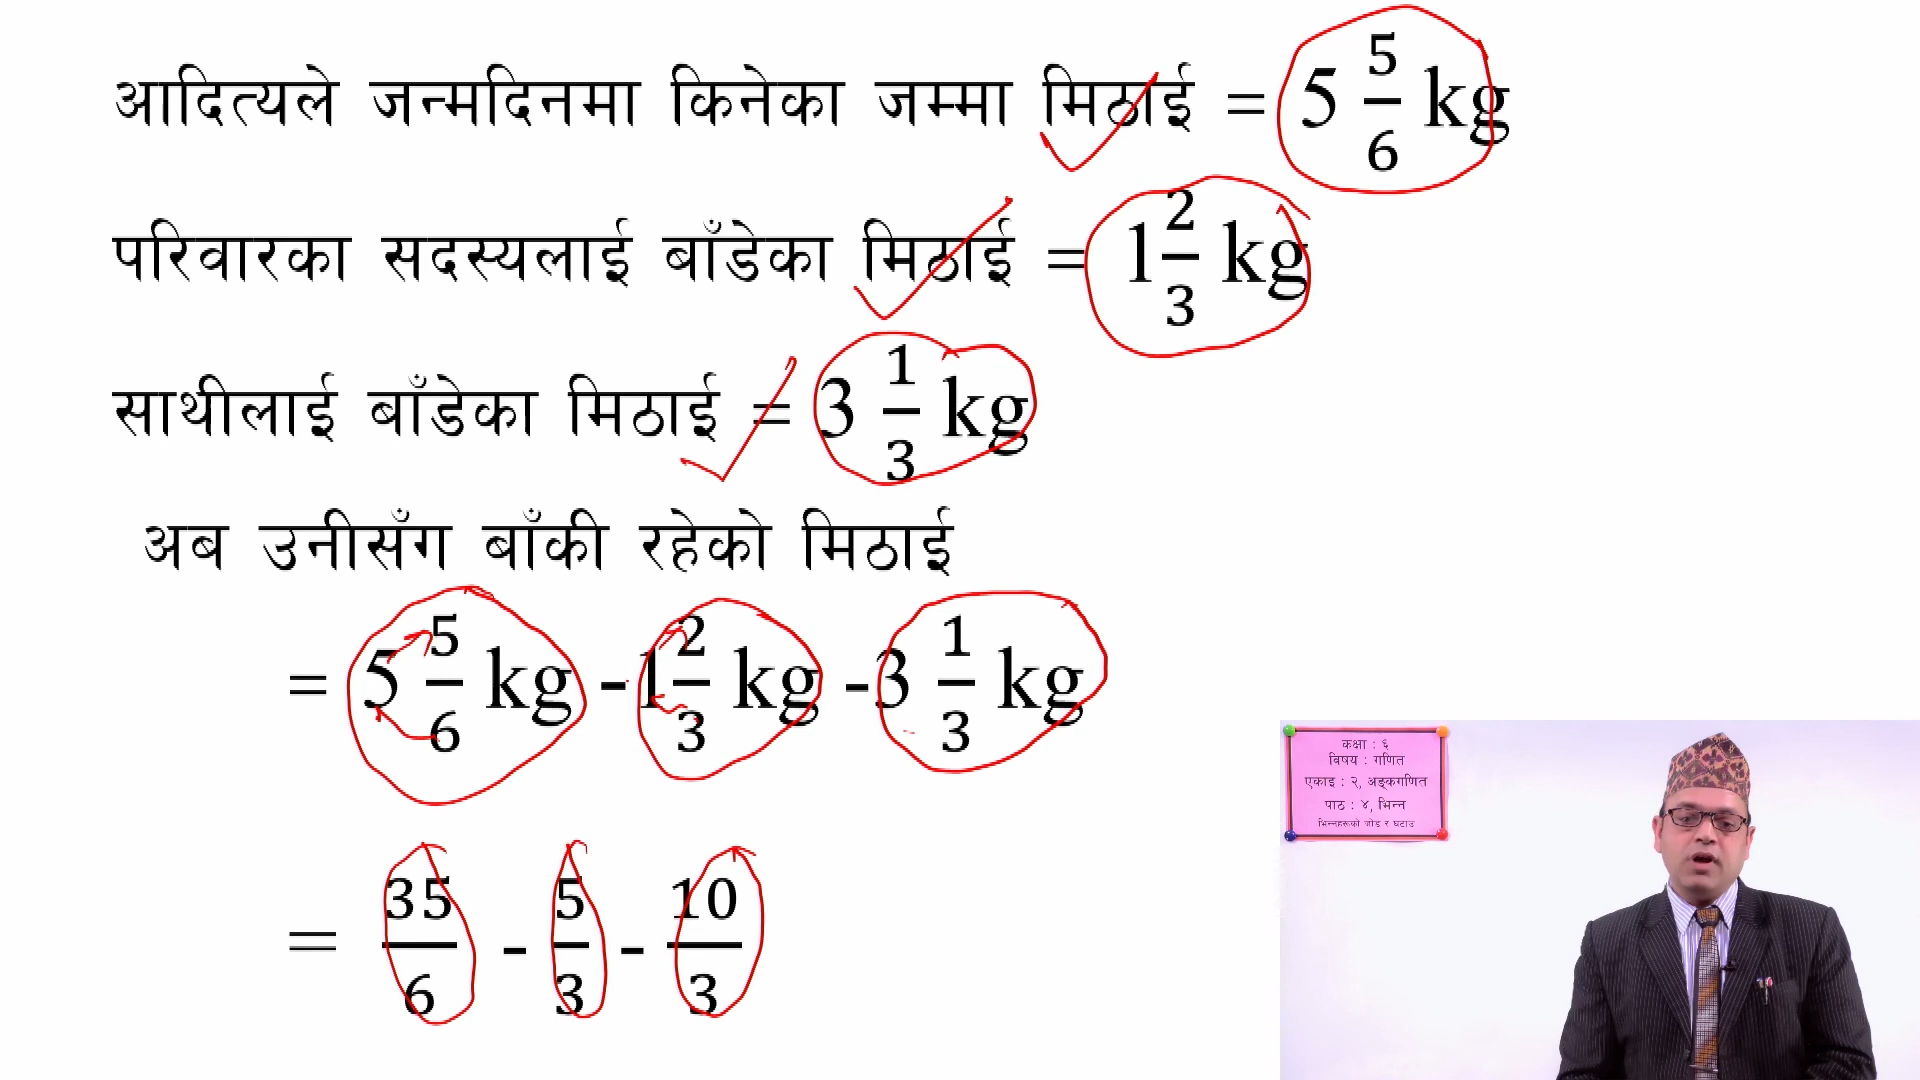 आदित्यले जन्मदिनमा किनेका जम्मा मिठाई = 5 5/6 kg
परिवारका सदस्यलाई बाँडेका मिठाई = 1 2/3 kg
साथीलाई बाँडेका मिठाई = 3 1/3 kg
अब उनीसँग बाँकी रहेको मिठाई
= 5 5/6 kg - 1 2/3 kg - 3 1/3 kg
= 35/6 - 5/3 - 10/3
कक्षा : ६
विषय : गणित
एकाइ : २, अङ्कगणित
पाठ : ४, भिन्न
भिन्नहरूको जोड र घटाउ